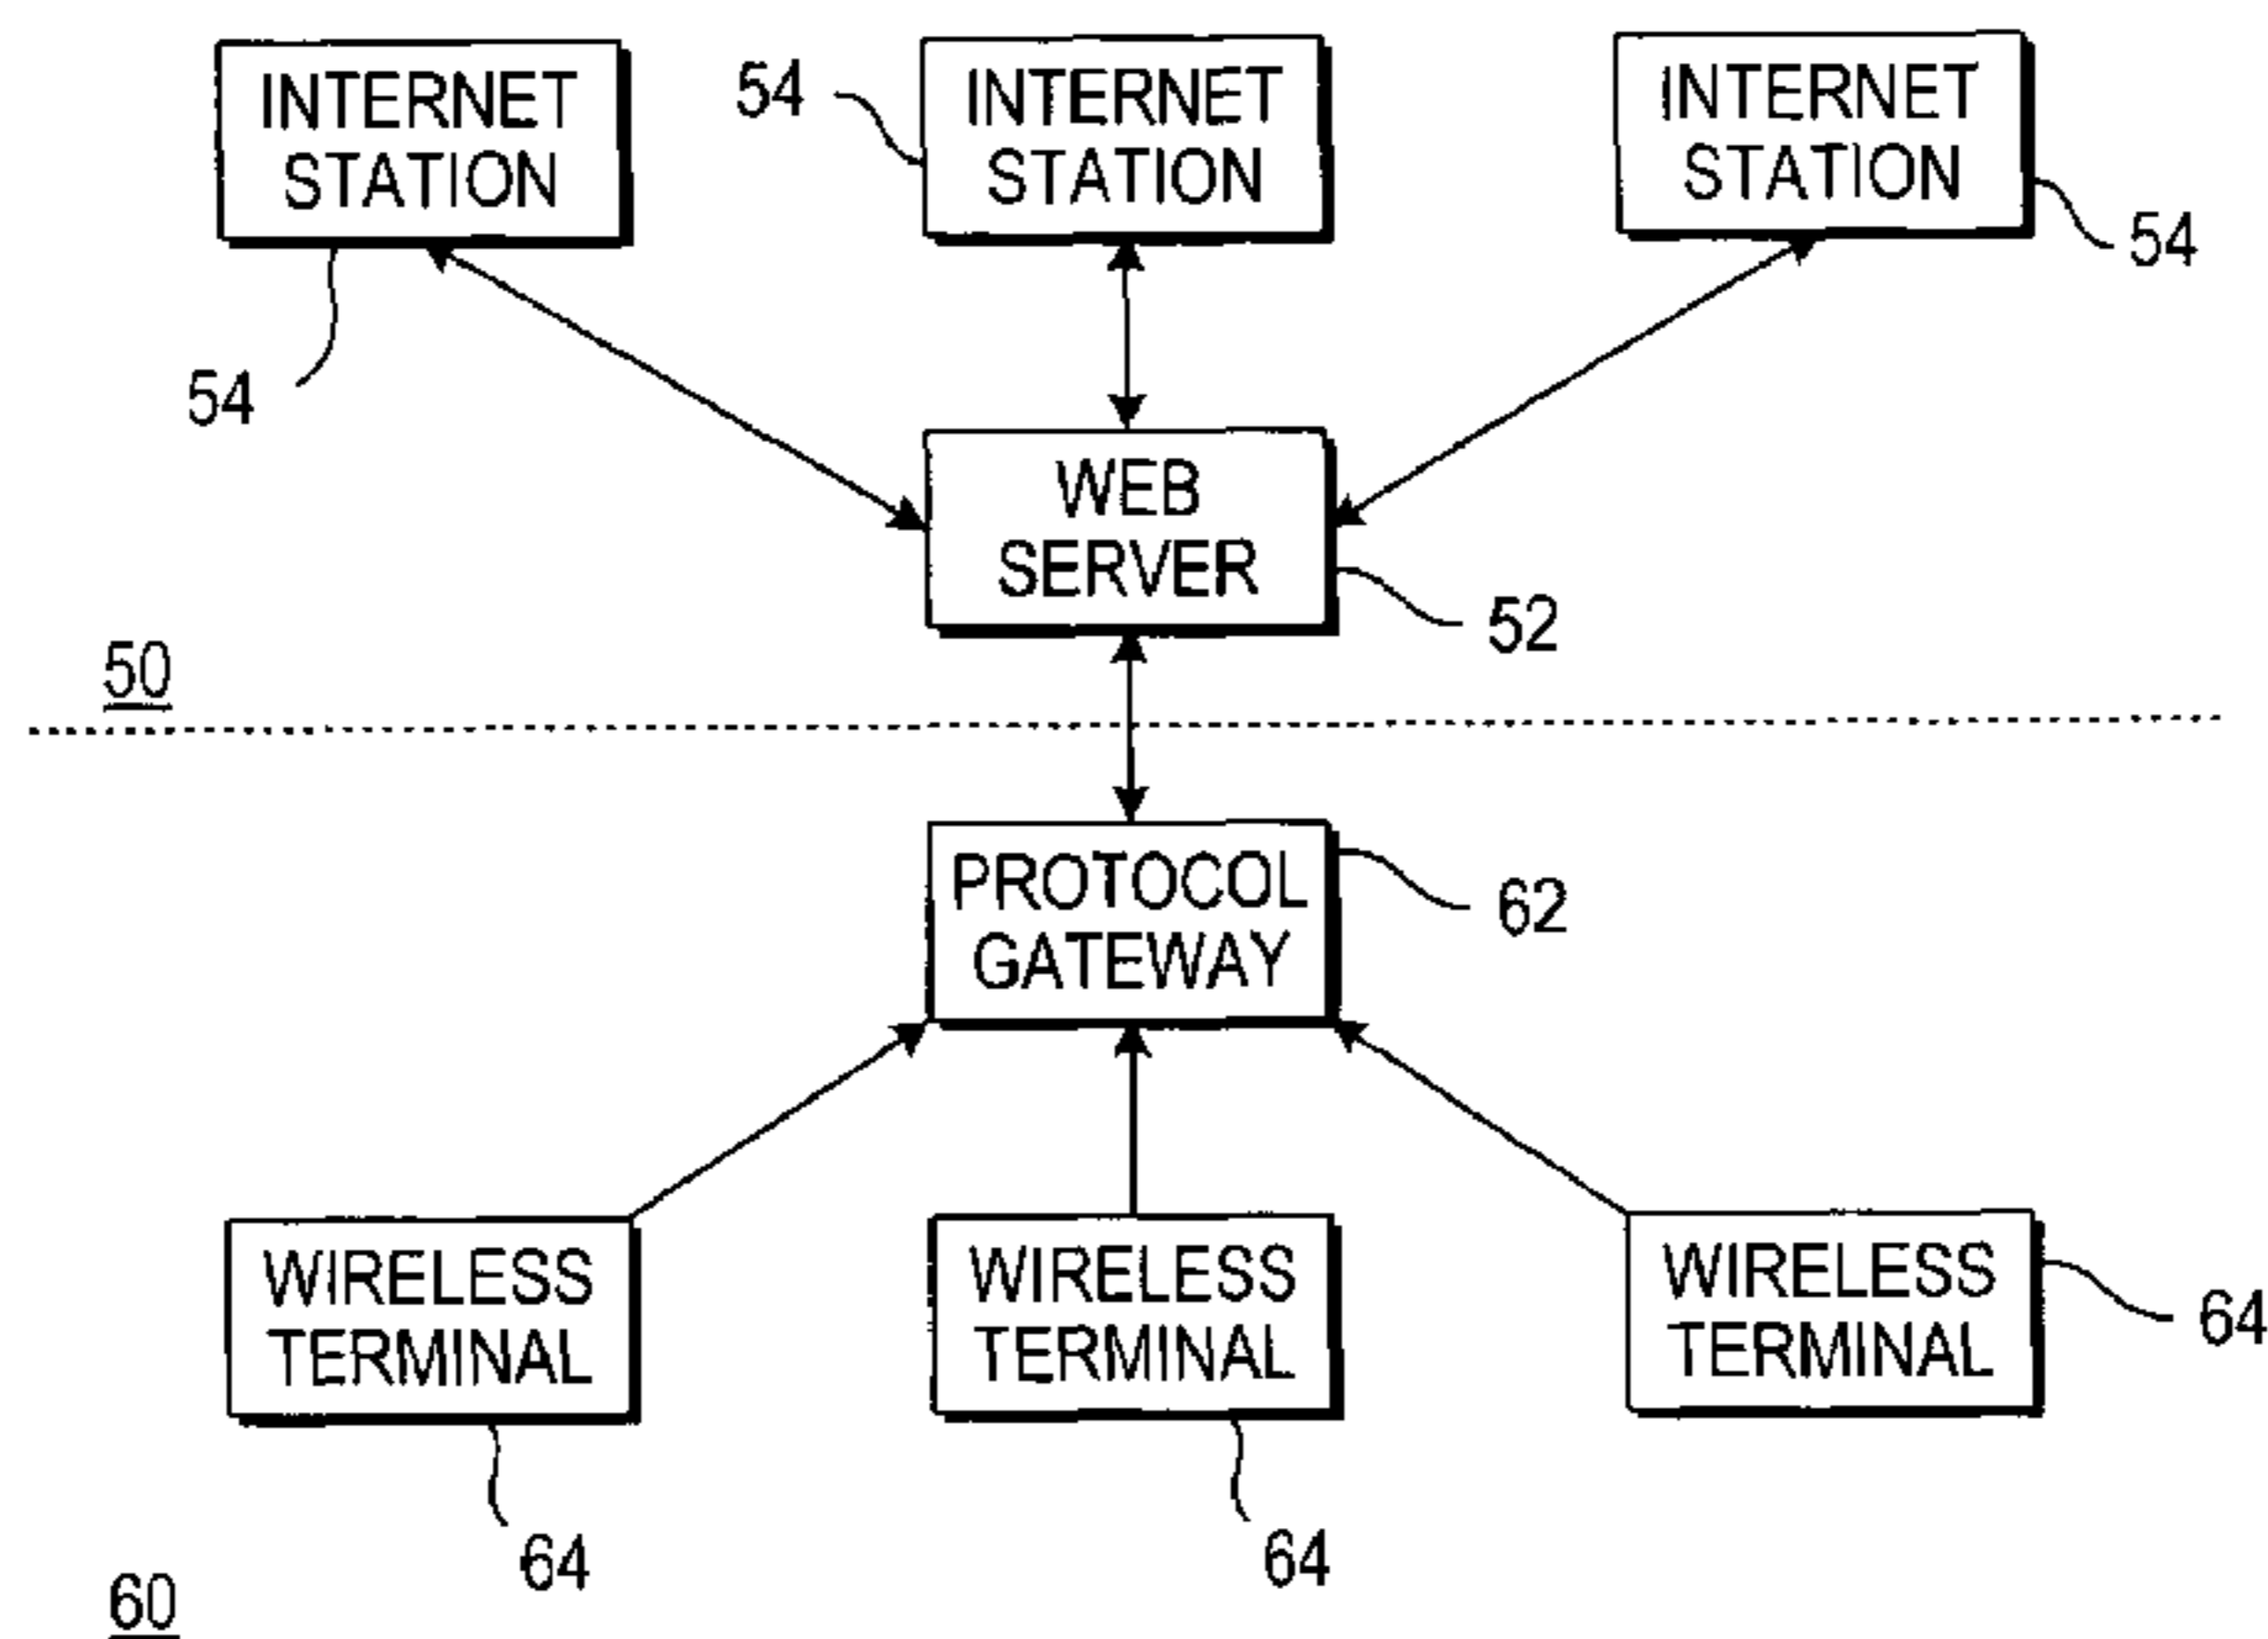 INTERNET
STATION
54
INTERNET
STATION
54
INTERNET
STATION
54
WEB
SERVER
52
50
PROTOCOL
GATEWAY
62
WIRELESS
TERMINAL
64
WIRELESS
TERMINAL
64
WIRELESS
TERMINAL
64
60